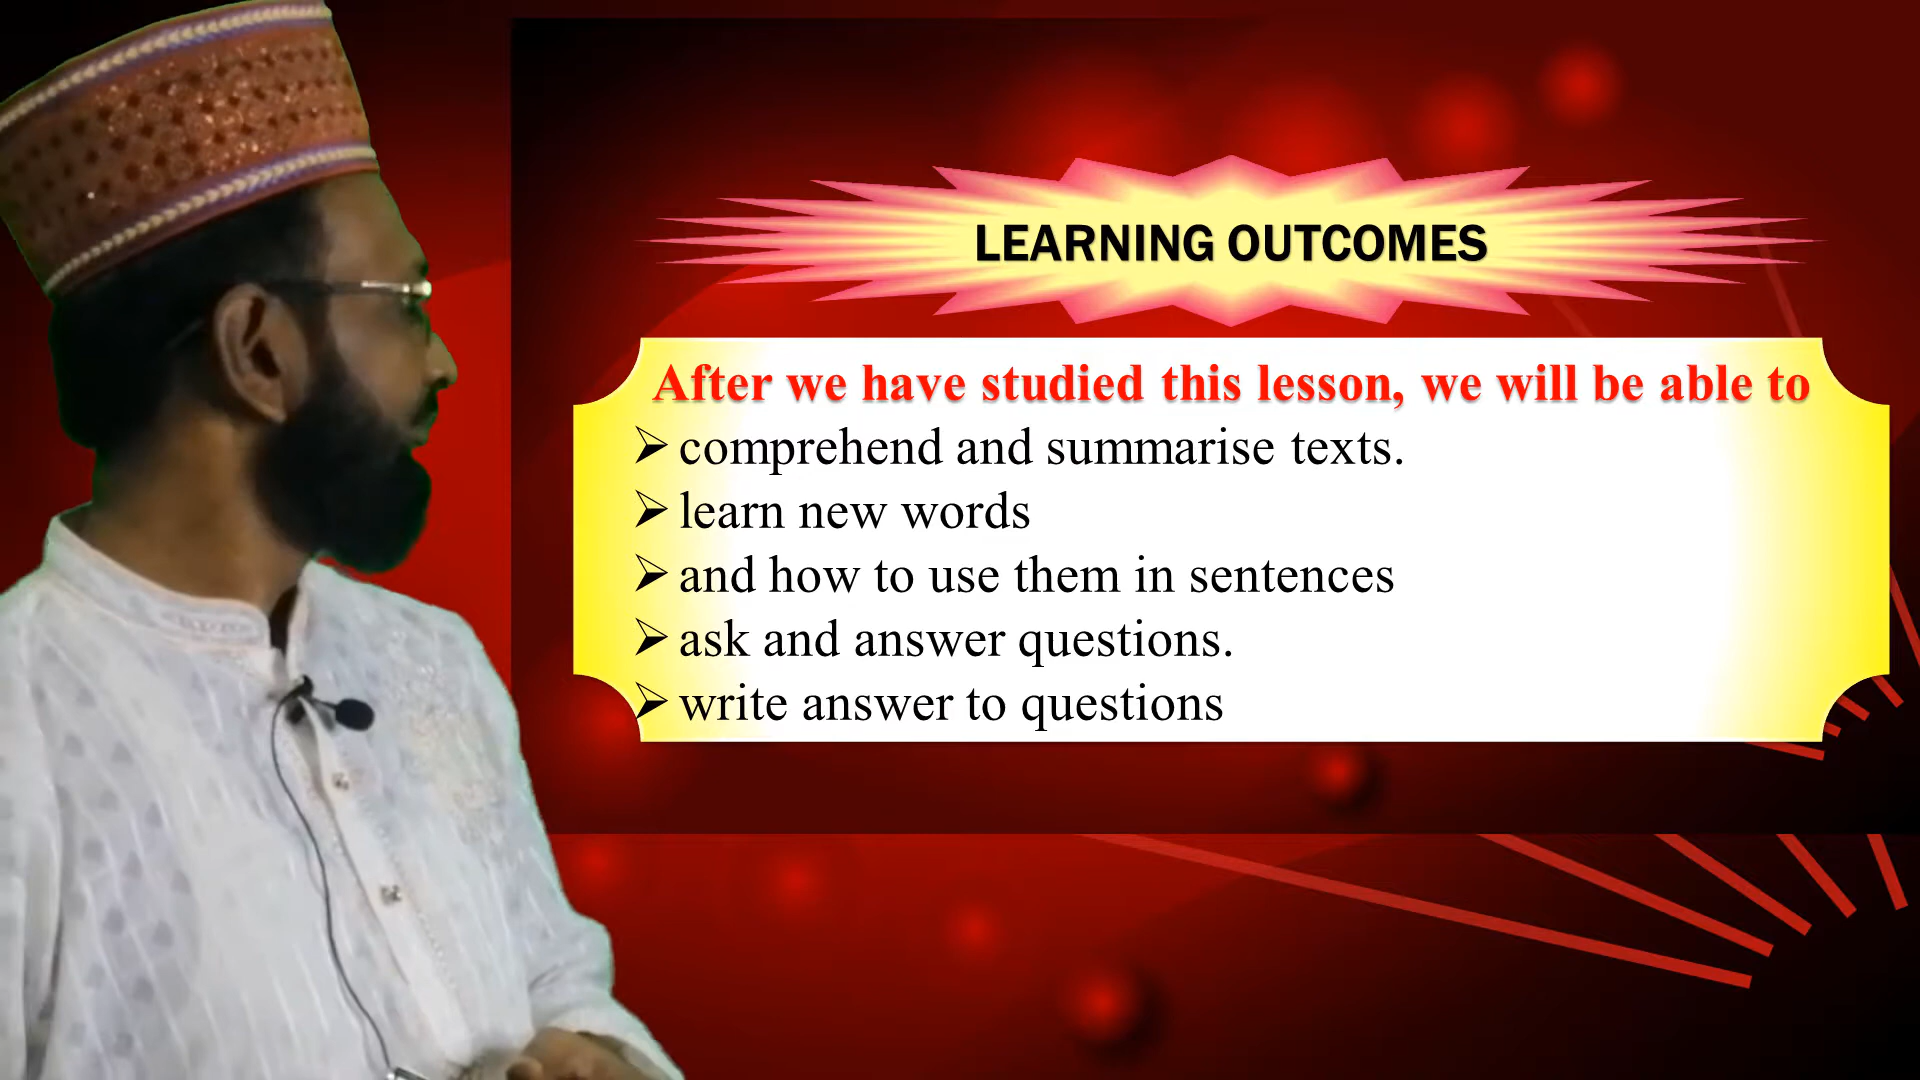 LEARNING OUTCOMES
After we have studied this lesson, we will be able to
➢ comprehend and summarise texts.
➢ learn new words
➢ and how to use them in sentences
➢ ask and answer questions.
➢ write answer to questions